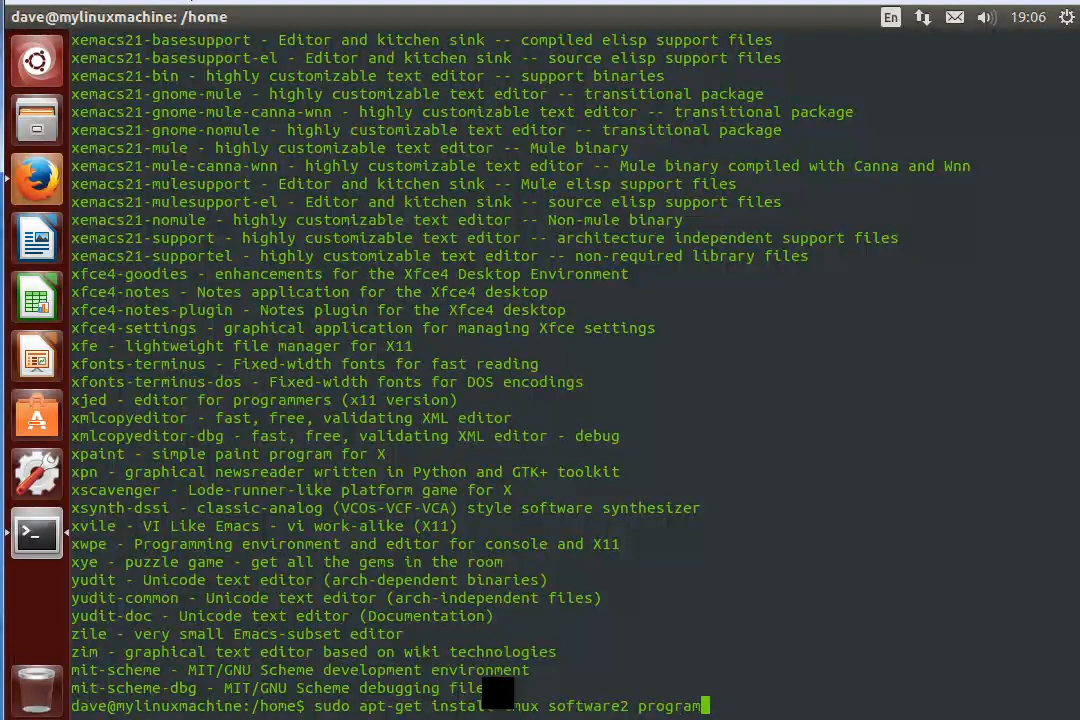 dave@mylinuxmachine: /home
En
19:06
xemacs21-basesupport - Editor and kitchen sink -- compiled elisp support files
xemacs21-basesupport-el - Editor and kitchen sink -- source elisp support files
xemacs21-bin - highly customizable text editor -- support binaries
xemacs21-gnome-mule - highly customizable text editor -- transitional package
xemacs21-gnome-mule-canna-wnn - highly customizable text editor -- transitional package
xemacs21-gnome-nomule - highly customizable text editor -- transitional package
xemacs21-mule - highly customizable text editor -- Mule binary
xemacs21-mule-canna-wnn - highly customizable text editor -- Mule binary compiled with Canna and Wnn
xemacs21-mulesupport - Editor and kitchen sink -- Mule elisp support files
xemacs21-mulesupport-el - Editor and kitchen sink -- source elisp support files
xemacs21-nomule - highly customizable text editor -- Non-mule binary
xemacs21-support - highly customizable text editor -- architecture independent support files
xemacs21-supportel - highly customizable text editor -- non-required library files
xfce4-goodies - enhancements for the Xfce4 Desktop Environment
xfce4-notes - Notes application for the Xfce4 desktop
xfce4-notes-plugin - Notes plugin for the Xfce4 desktop
xfce4-settings - graphical application for managing Xfce settings
xfe - lightweight file manager for X11
xfonts-terminus - Fixed-width fonts for fast reading
xfonts-terminus-dos - Fixed-width fonts for DOS encodings
xjed - editor for programmers (x11 version)
xmlcopyeditor - fast, free, validating XML editor
xmlcopyeditor-dbg - fast, free, validating XML editor - debug
xpaint - simple paint program for X
xpn - graphical newsreader written in Python and GTK+ toolkit
xscavenger - Lode-runner-like platform game for X
xsynth-dssi - classic-analog (VCOs-VCF-VCA) style software synthesizer
xvile - VI Like Emacs - vi work-alike (X11)
xwpe - Programming environment and editor for console and X11
xye - puzzle game - get all the gems in the room
yudit - Unicode text editor (arch-dependent binaries)
yudit-common - Unicode text editor (arch-independent files)
yudit-doc - Unicode text editor (Documentation)
zile - very small Emacs-subset editor
zim - graphical text editor based on wiki technologies
mit-scheme - MIT/GNU Scheme development environment
mit-scheme-dbg - MIT/GNU Scheme debugging
dave@mylinuxmachine:/home$ sudo apt-get software2 program